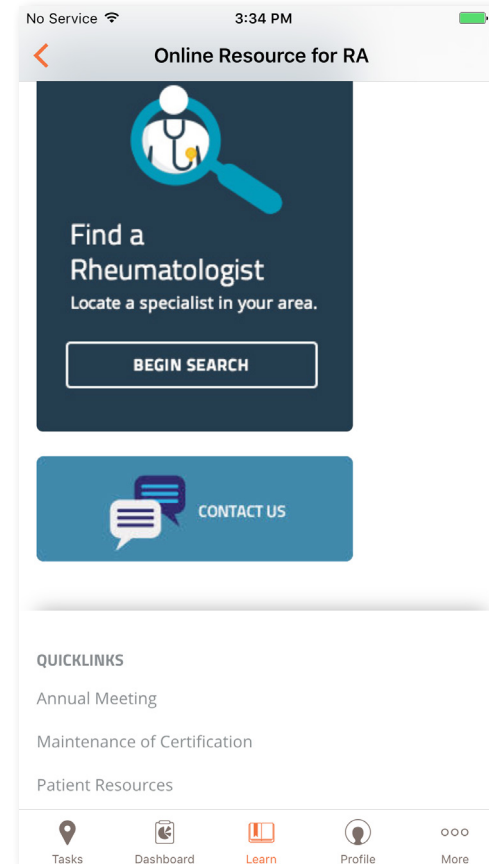 No Service 3:34 PM
Online Resource for RA
Find a
Rheumatologist
Locate a specialist in your area.
BEGIN SEARCH
CONTACT US
QUICKLINKS
Annual Meeting
Maintenance of Certification
Patient Resources
Tasks Dashboard Learn Profile More